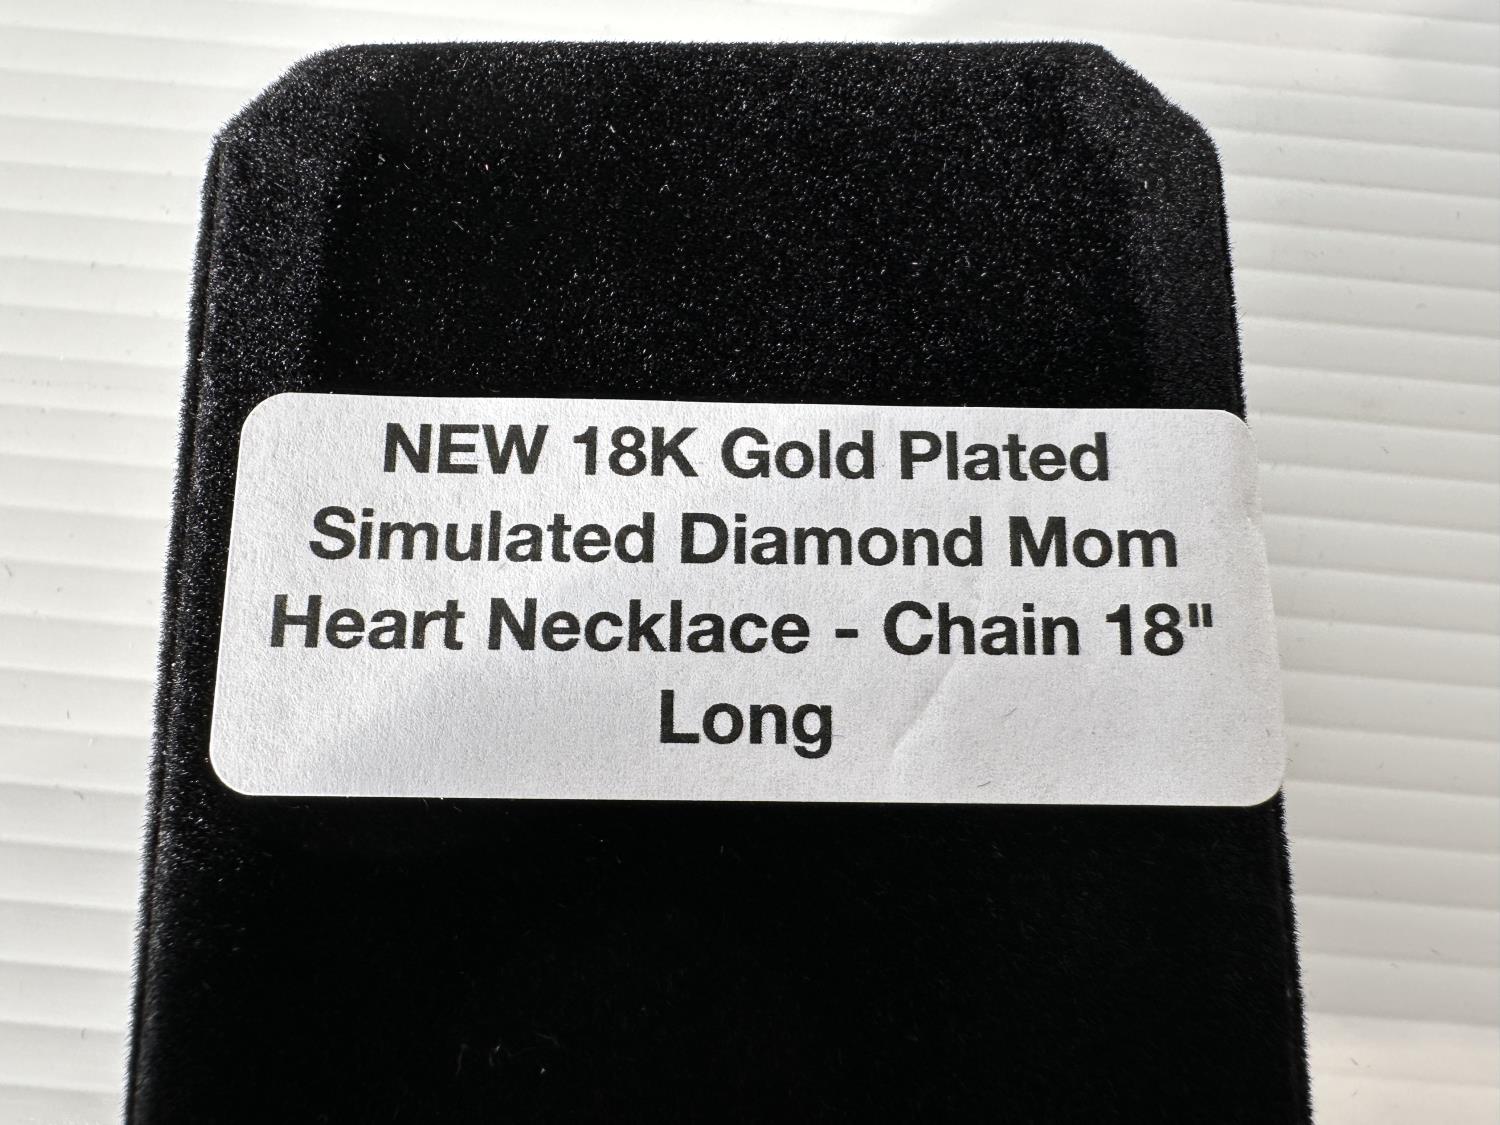 NEW 18K Gold Plated
Simulated Diamond Mom
Heart Necklace - Chain 18"
Long